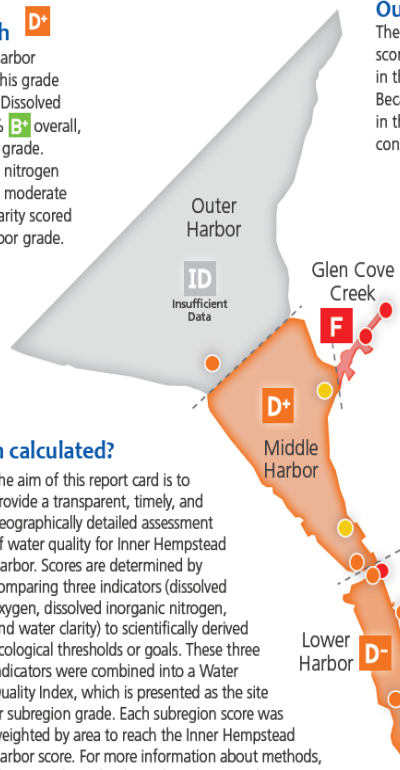 h D+
arbor
his grade
Dissolved
% B+ overall,
grade.
nitrogen
moderate
arity scored
oor grade.
Ou
The
scor
in th
Beca
in th
con
Outer
Harbor
ID
Insufficient
Data
Glen Cove
Creek
F
D+
Middle
Harbor
n calculated?
he aim of this report card is to
rovide a transparent, timely, and
eographically detailed assessment
f water quality for Inner Hempstead
arbor. Scores are determined by
omparing three indicators (dissolved
xygen, dissolved inorganic nitrogen,
nd water clarity) to scientifically derived
cological thresholds or goals. These three
ndicators were combined into a Water
Quality Index, which is presented as the site
r subregion grade. Each subregion score was
weighted by area to reach the Inner Hempstead
arbor score. For more information about methods,
Lower
Harbor
D-